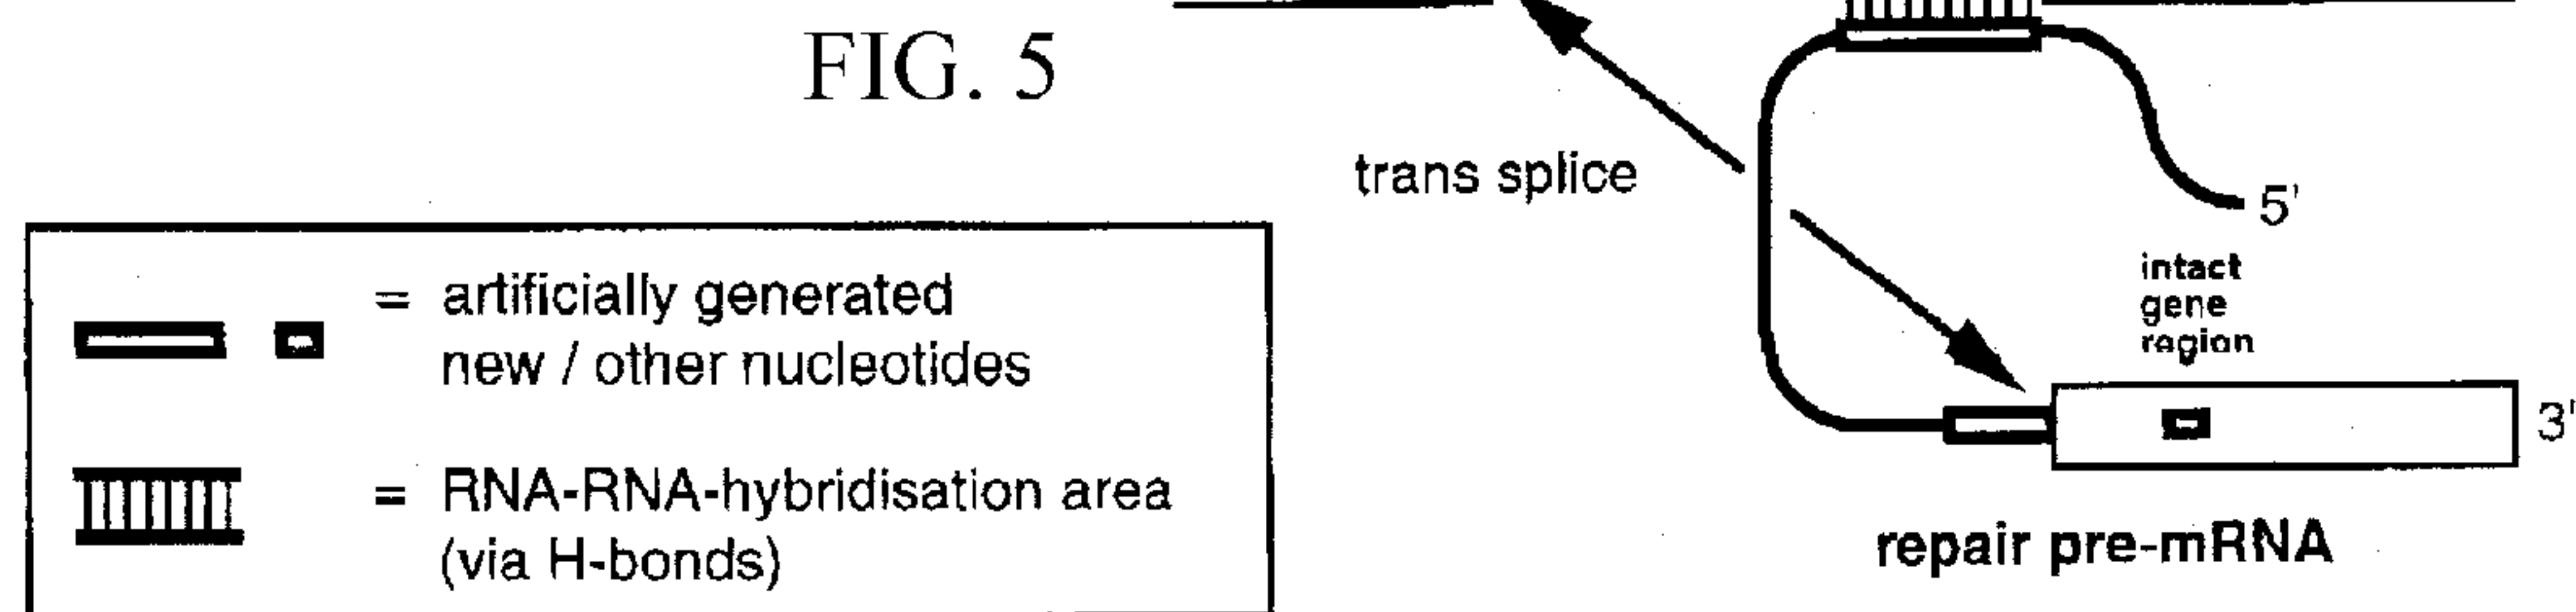 FIG. 5
trans splice
5'
= artificially generated
new / other nucleotides
intact
gene
region
3'
= RNA-RNA-hybridisation area
(via H-bonds)
repair pre-mRNA